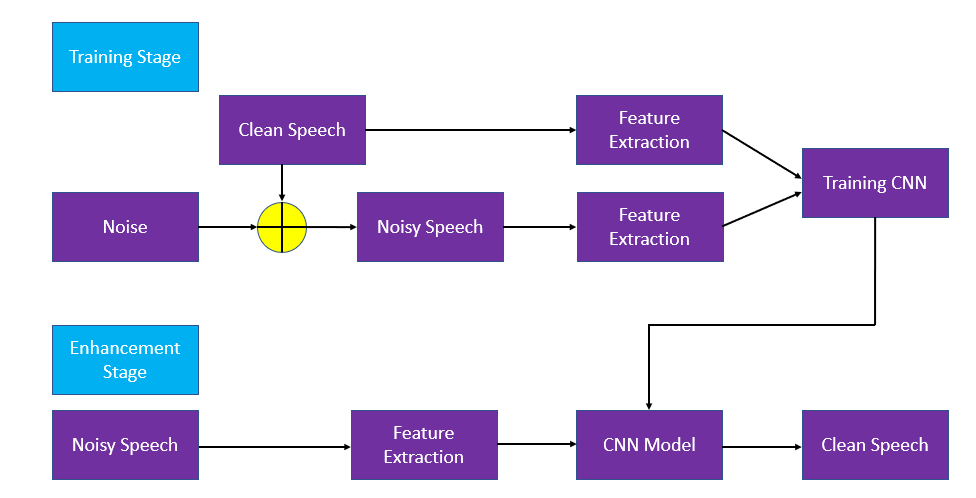 Training Stage
Clean Speech
Feature
Extraction
Training CNN
Noise
Noisy Speech
Feature
Extraction
Enhancement
Stage
Noisy Speech
Feature
Extraction
CNN Model
Clean Speech